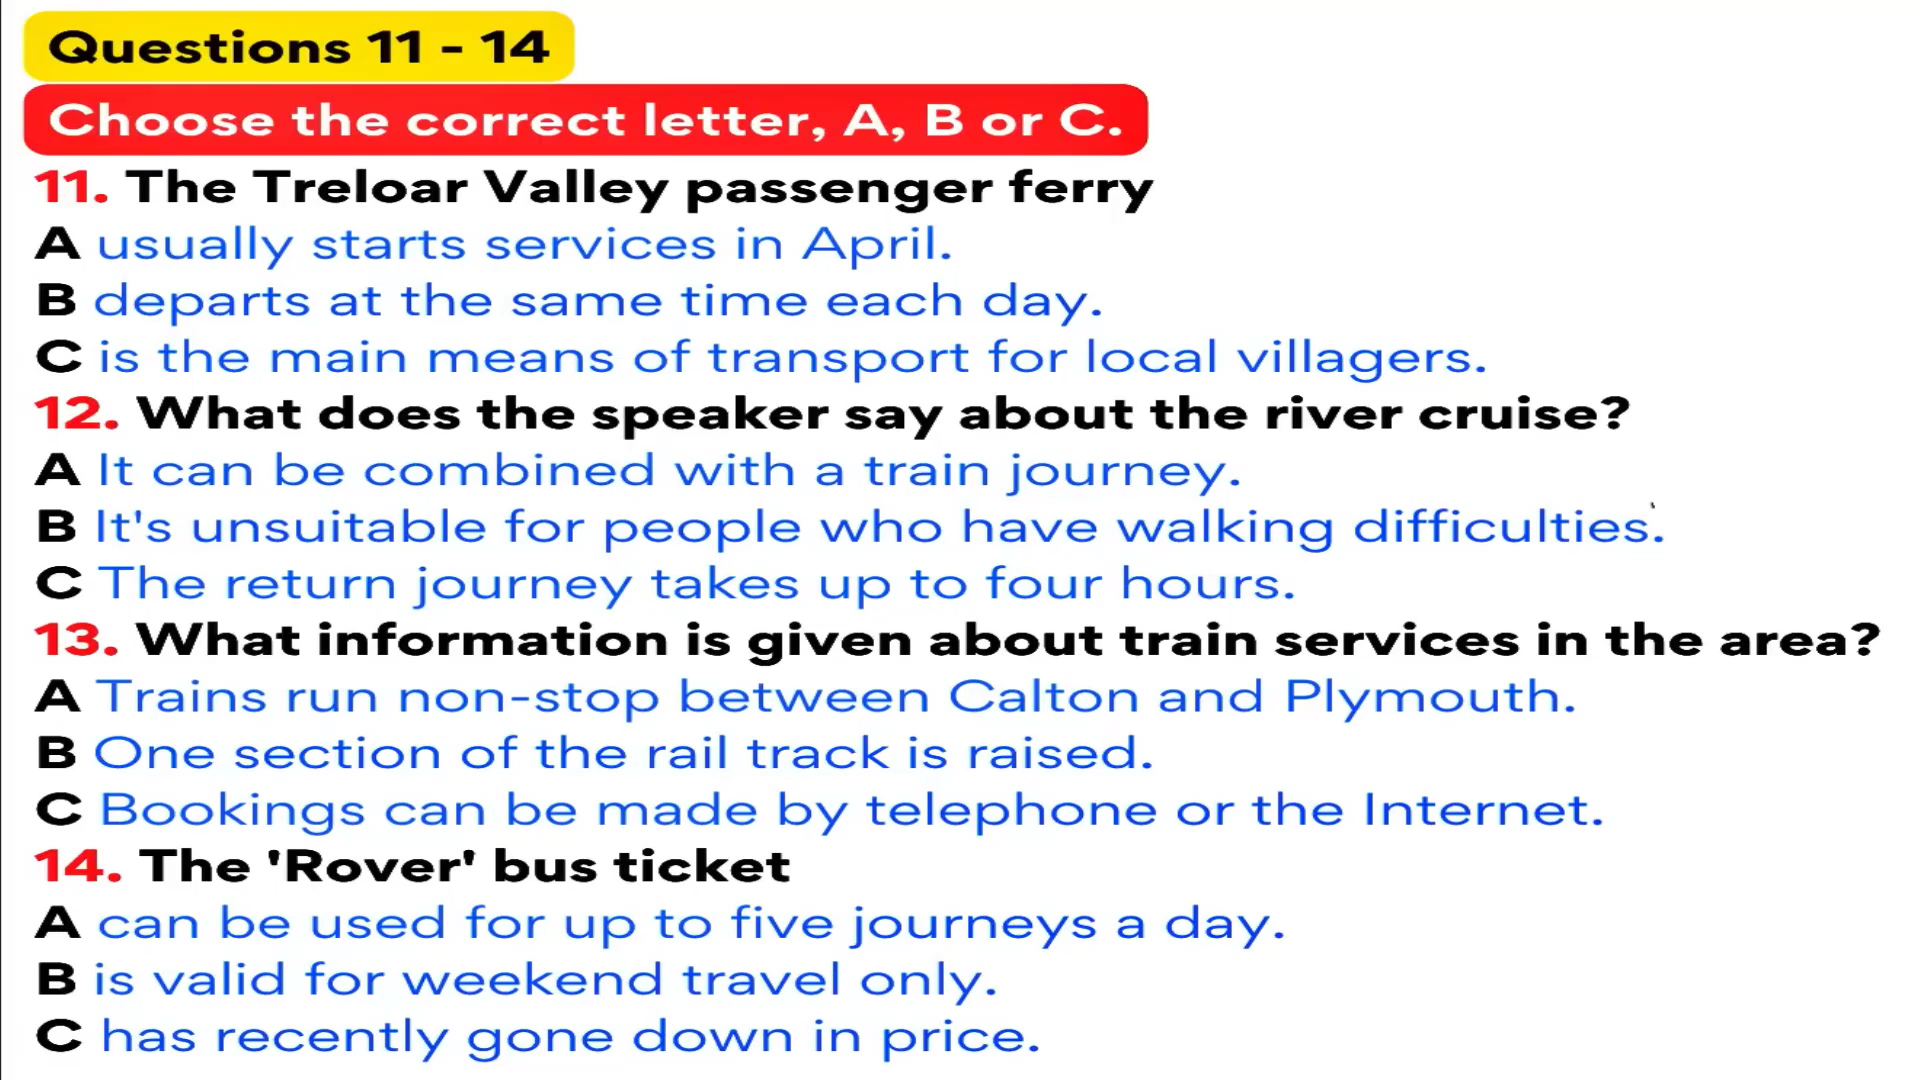 Questions 11 - 14
Choose the correct letter, A, B or C.
11. The Treloar Valley passenger ferry
A usually starts services in April.
B departs at the same time each day.
C is the main means of transport for local villagers.
12. What does the speaker say about the river cruise?
A It can be combined with a train journey.
B It's unsuitable for people who have walking difficulties.
C The return journey takes up to four hours.
13. What information is given about train services in the area?
A Trains run non-stop between Calton and Plymouth.
B One section of the rail track is raised.
C Bookings can be made by telephone or the Internet.
14. The 'Rover' bus ticket
A can be used for up to five journeys a day.
B is valid for weekend travel only.
C has recently gone down in price.